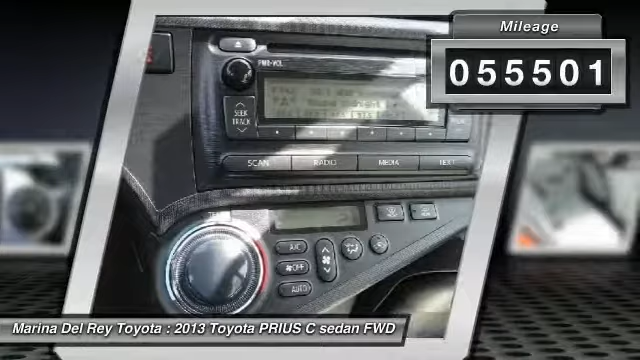 Mileage
055501
PWR·VOL
SEEK
TRACK
SCAN
RADIO
MEDIA
TEXT
A/C
OFF
AUTO
Marina Del Rey Toyota : 2013 Toyota PRIUS C sedan FWD